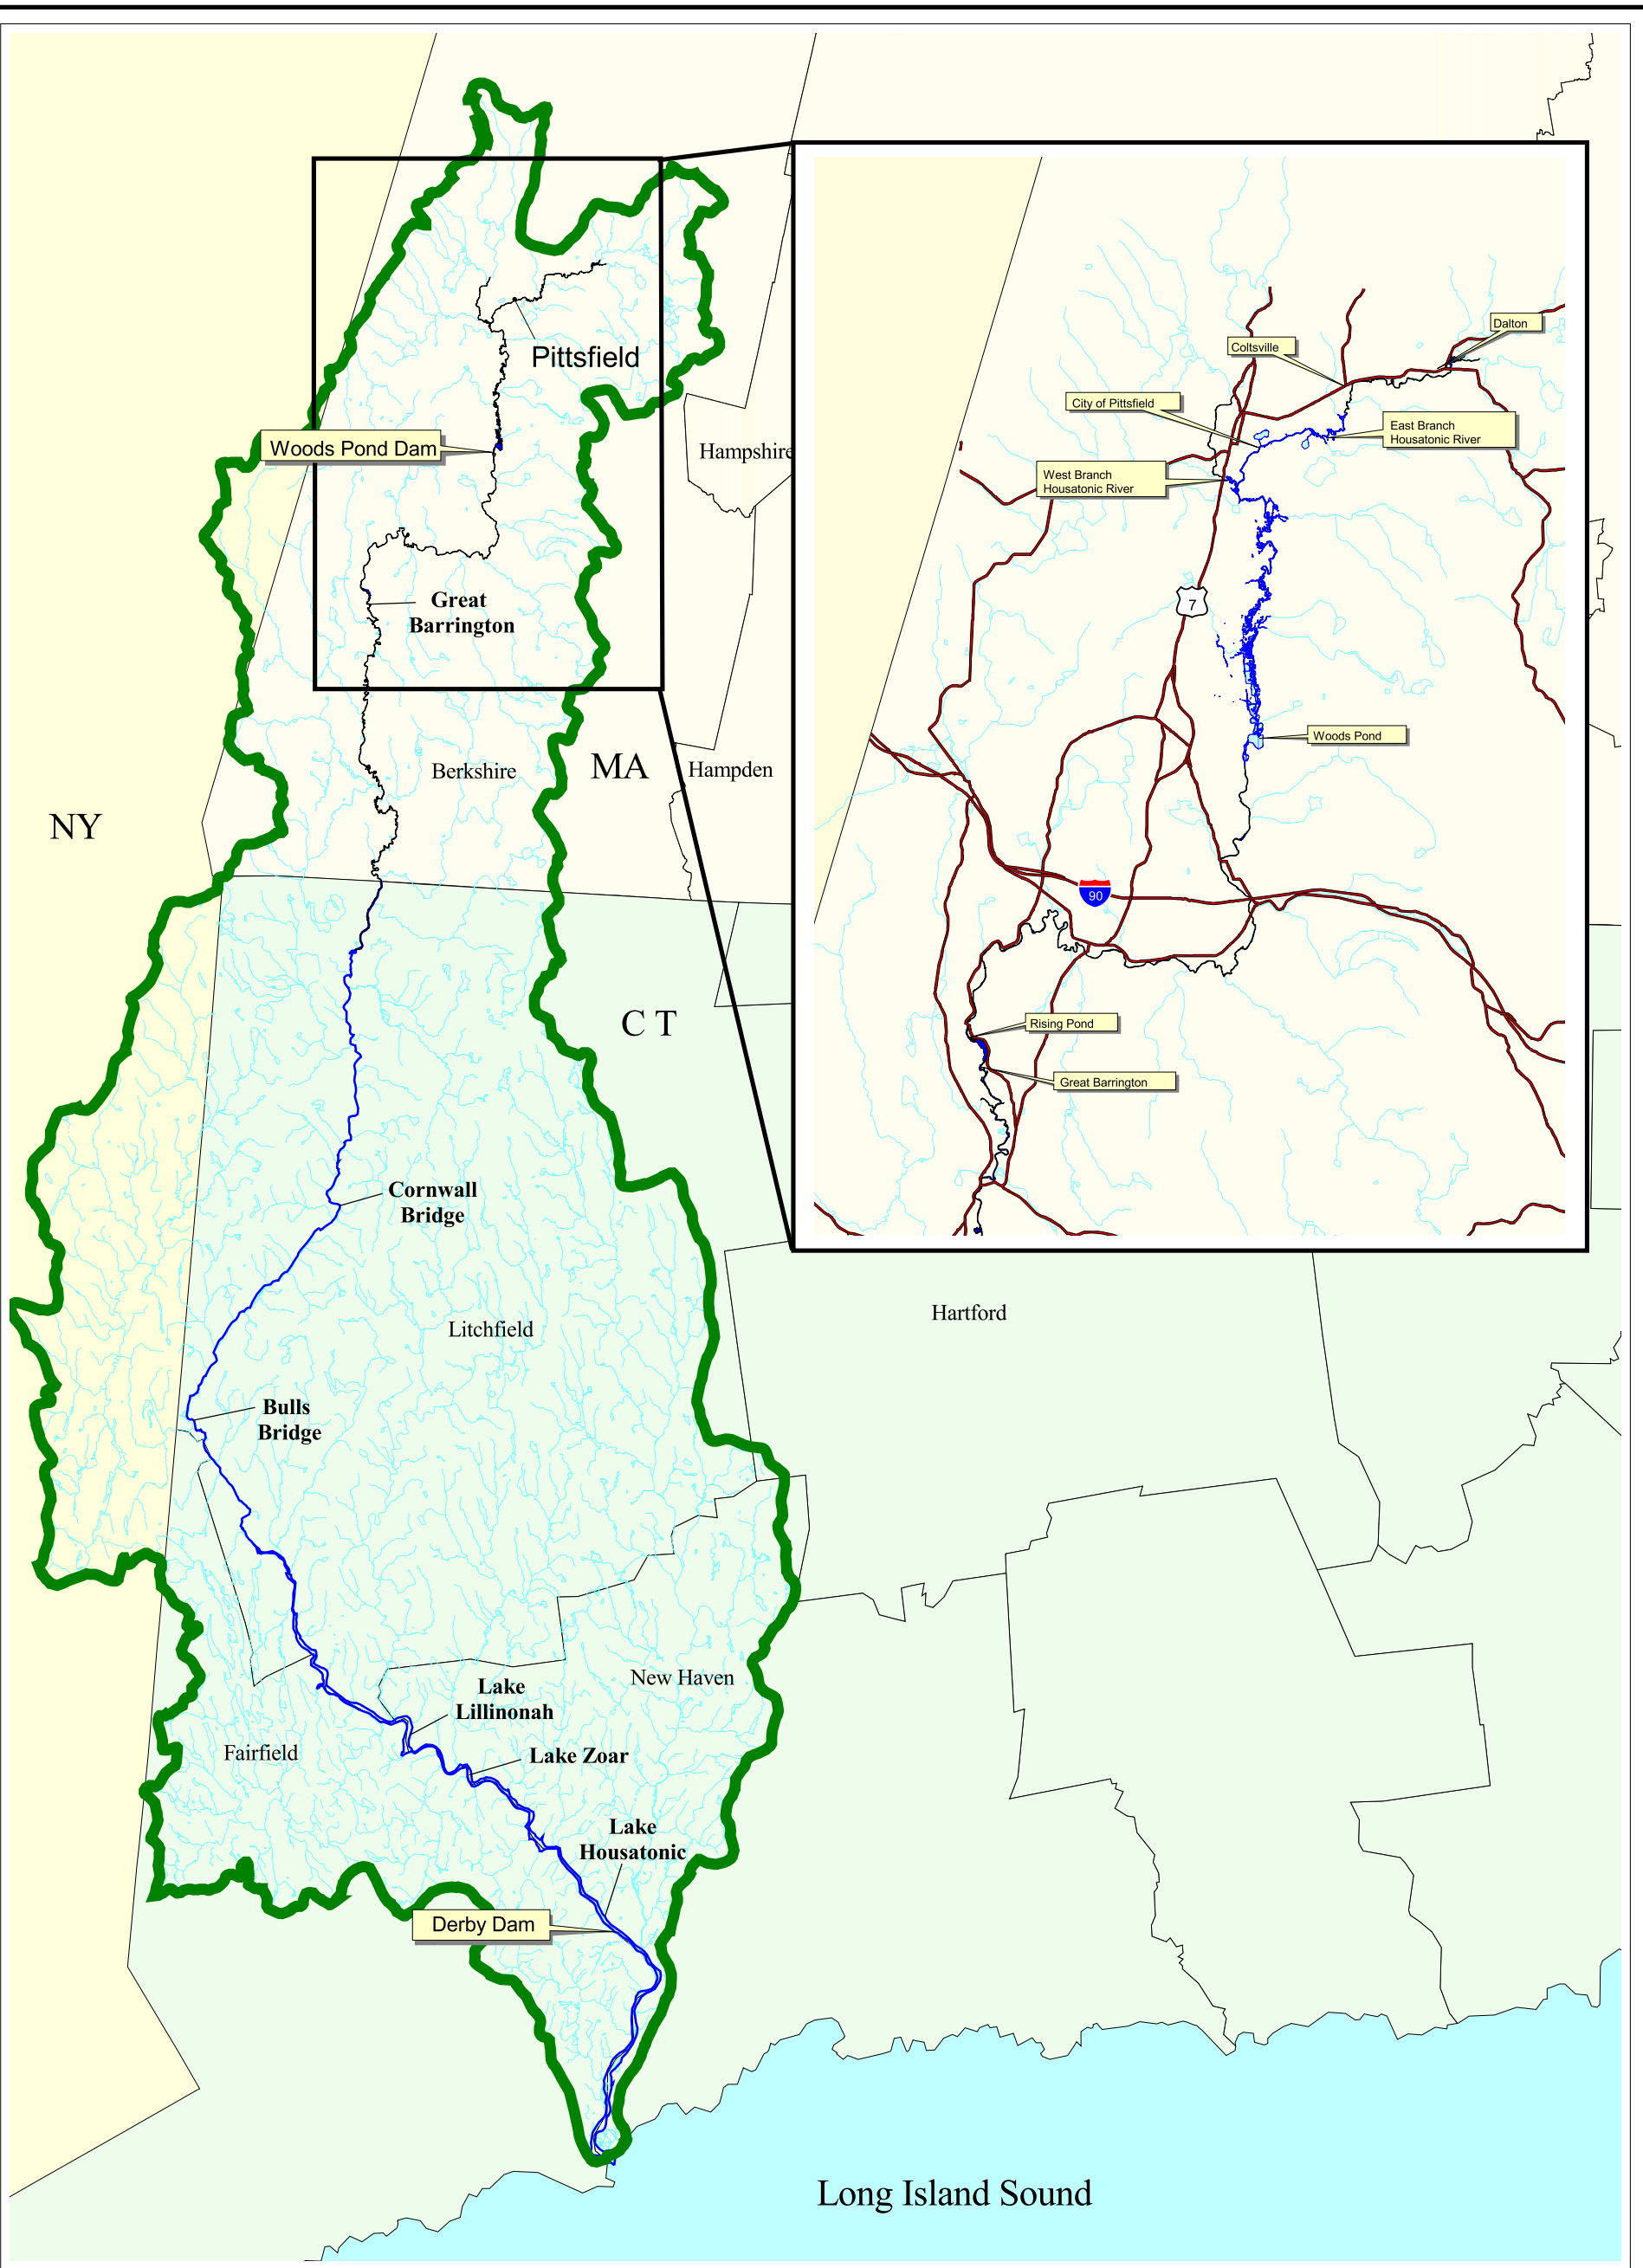 Pittsfield
Woods Pond Dam
Hampshire
Great
Barrington
Berkshire
MA
Hampden
NY
C T
Cornwall
Bridge
Litchfield
Hartford
Bulls
Bridge
Lake
Lillinonah
New Haven
Fairfield
Lake Zoar
Lake
Housatonic
Derby Dam
Long Island Sound
Dalton
Coltsville
City of Pittsfield
East Branch
Housatonic River
West Branch
Housatonic River
7
Woods Pond
90
Rising Pond
Great Barrington